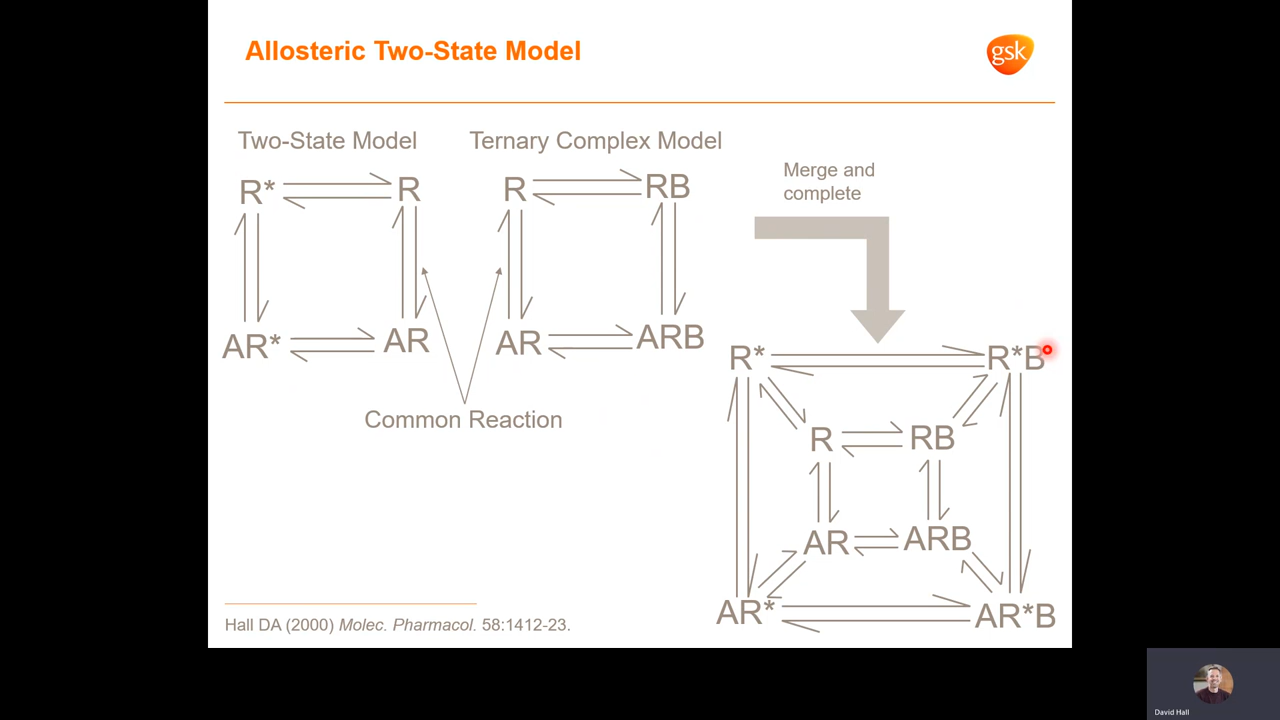 Allosteric Two-State Model
gsk
Two-State Model
Ternary Complex Model
Merge and
complete
R*
R
R
RB
AR*
AR
AR
ARB
Common Reaction
R*
R*B
R
RB
AR
ARB
AR*
AR*B
Hall DA (2000) Molec. Pharmacol. 58:1412-23.
David Hall